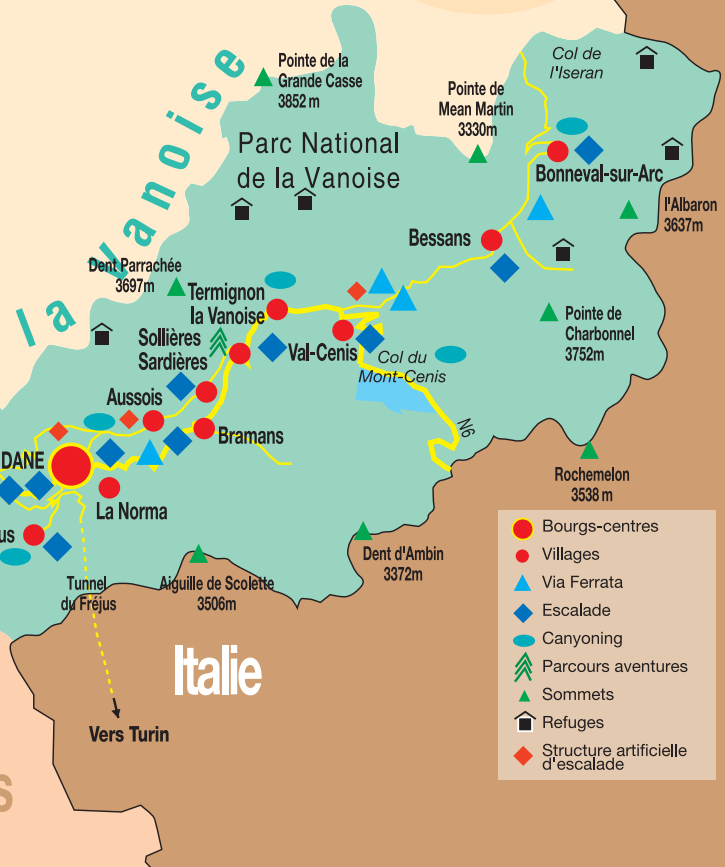 la Vanoise
Pointe de la
Grande Casse
3852 m
Col de
l'Iseran
Pointe de
Mean Martin
3330m
Parc National
de la Vanoise
Bonneval-sur-Arc
l'Albaron
3637m
Bessans
Dent Parrachée
3697m
Termignon
la Vanoise
Pointe de
Charbonnel
3752m
Sollières
Sardières
Val-Cenis
Col du
Mont-Cenis
Aussois
Bramans
N6
DANE
La Norma
Rochemelon
3538 m
us
Dent d'Ambin
3372m
Tunnel
du Fréjus
Aiguille de Scolette
3506m
Italie
Vers Turin
s
Bourgs-centres
Villages
Via Ferrata
Escalade
Canyoning
Parcours aventures
Sommets
Refuges
Structure artificielle
d'escalade